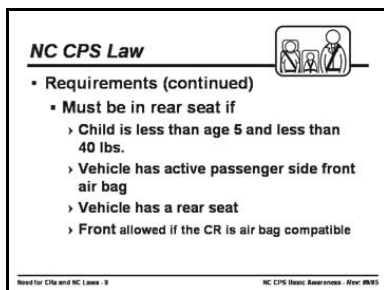 NC CPS Law
▪ Requirements (continued)
▪ Must be in rear seat if
› Child is less than age 5 and less than
40 lbs.
› Vehicle has active passenger side front
air bag
› Vehicle has a rear seat
› Front allowed if the CR is air bag compatible
Need for CRs and NC Laws - 9
NC CPS Basic Awareness - Rev: